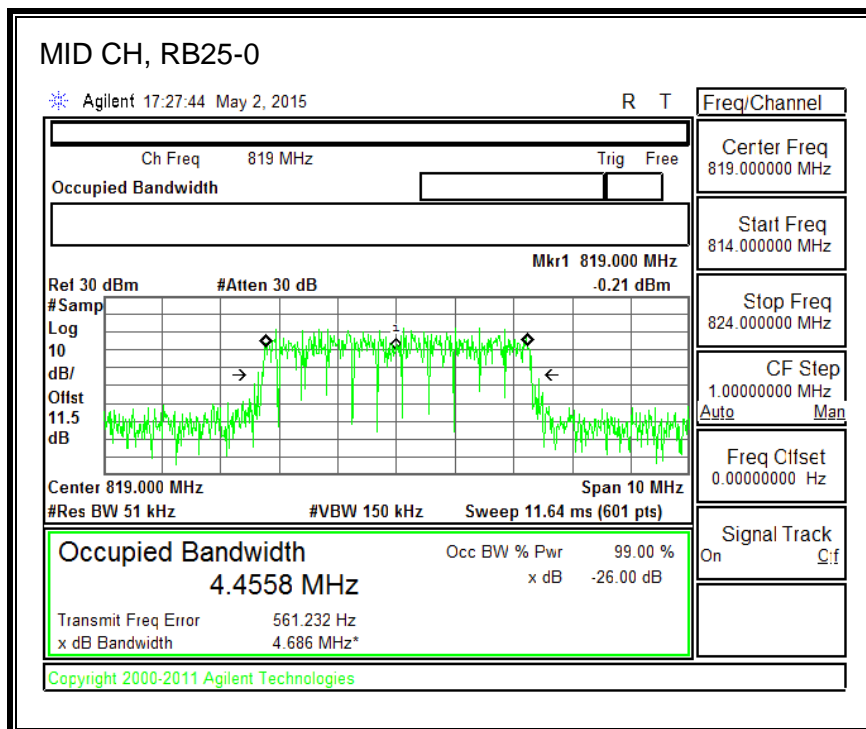 MID CH, RB25-0
Agilent 17:27:44 May 2, 2015 R T
Freq/Channel
Ch Freq 819 MHz Trig Free
Occupied Bandwidth
Center Freq
819.000000 MHz
Start Freq
814.000000 MHz
Mkr1 819.000 MHz
Ref 30 dBm #Atten 30 dB -0.21 dBm
Stop Freq
824.000000 MHz
#Samp
Log
10
dB/
Offst
11.5
dB
1
CF Step
1.00000000 MHz
Auto Man
Freq Offset
0.00000000 Hz
Center 819.000 MHz Span 10 MHz
#Res BW 51 kHz #VBW 150 kHz Sweep 11.64 ms (601 pts)
Signal Track
On Off
Occupied Bandwidth
4.4558 MHz
Occ BW % Pwr 99.00 %
x dB -26.00 dB
Transmit Freq Error 561.232 Hz
x dB Bandwidth 4.686 MHz*
Copyright 2000-2011 Agilent Technologies